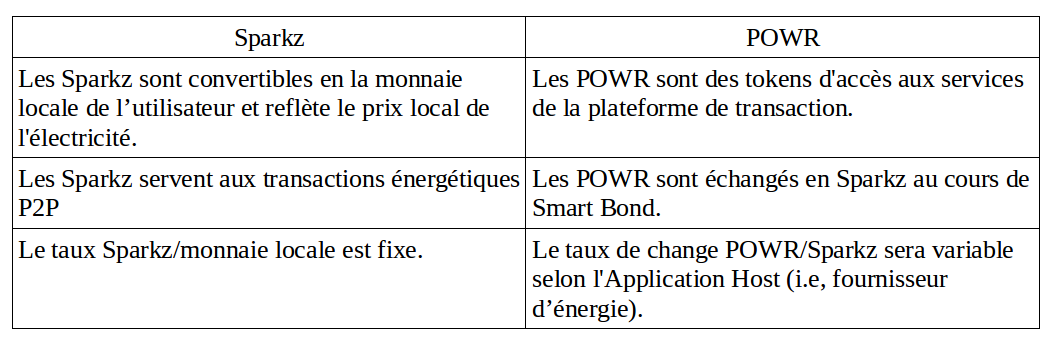 Sparkz
POWR
Les Sparkz sont convertibles en la monnaie
locale de l’utilisateur et reflète le prix local de
l'électricité.
Les POWR sont des tokens d'accès aux services
de la plateforme de transaction.
Les Sparkz servent aux transactions énergétiques
P2P
Les POWR sont échangés en Sparkz au cours de
Smart Bond.
Le taux Sparkz/monnaie locale est fixe.
Le taux de change POWR/Sparkz sera variable
selon l'Application Host (i.e, fournisseur
d’énergie).